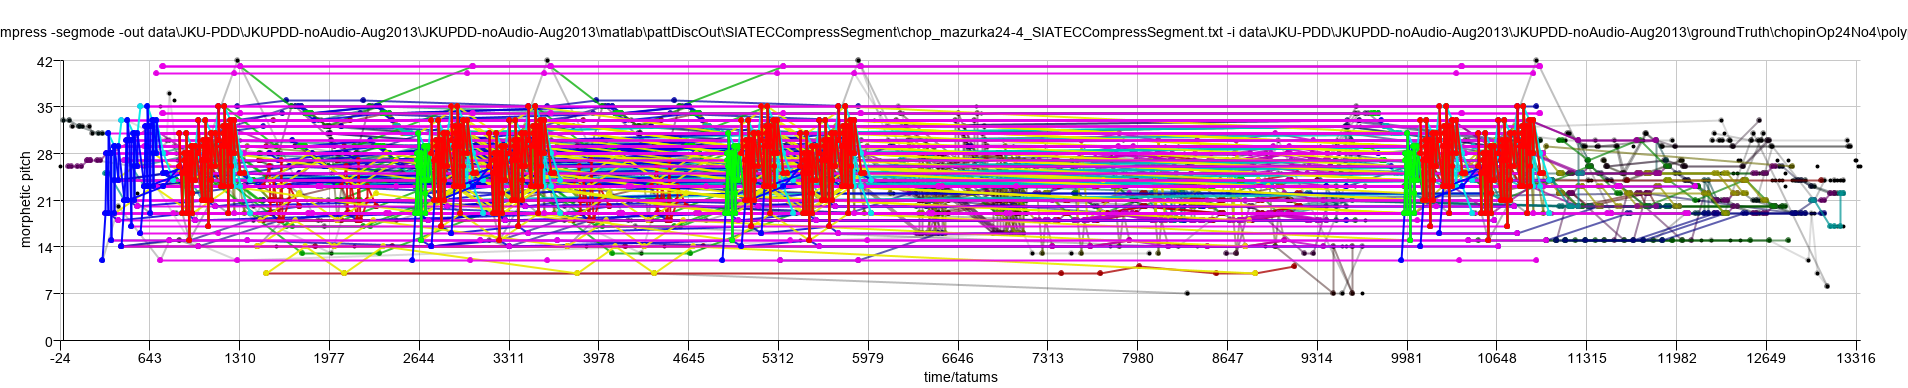 mpress -segmode -out data\JKU-PDD\JKUPDD-noAudio-Aug2013\JKUPDD-noAudio-Aug2013\matlab\pattDiscOut\SIATECCompressSegment\chop_mazurka24-4_SIATECCompressSegment.txt -i data\JKU-PDD\JKUPDD-noAudio-Aug2013\JKUPDD-noAudio-Aug2013\groundTruth\chopinOp24No4\poly
42
35
28
21
14
7
0
morphetic pitch
-24 643 1310 1977 2644 3311 3978 4645 5312 5979 6646 7313 7980 8647 9314 9981 10648 11315 11982 12649 13316
time/tatums